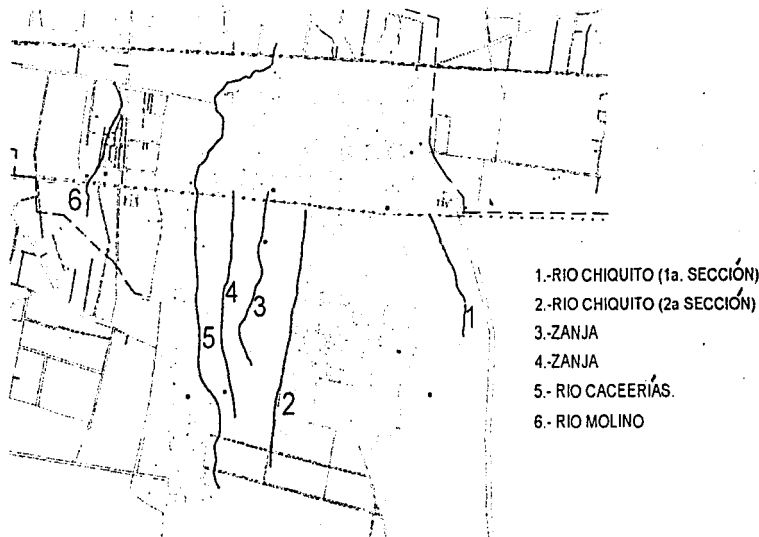 6
5
4
3
2
1
1.-RIO CHIQUITO (1a. SECCIÓN)
2.-RIO CHIQUITO (2a SECCIÓN)
3.-ZANJA
4.-ZANJA
5.- RIO CACEERÍAS.
6.- RIO MOLINO